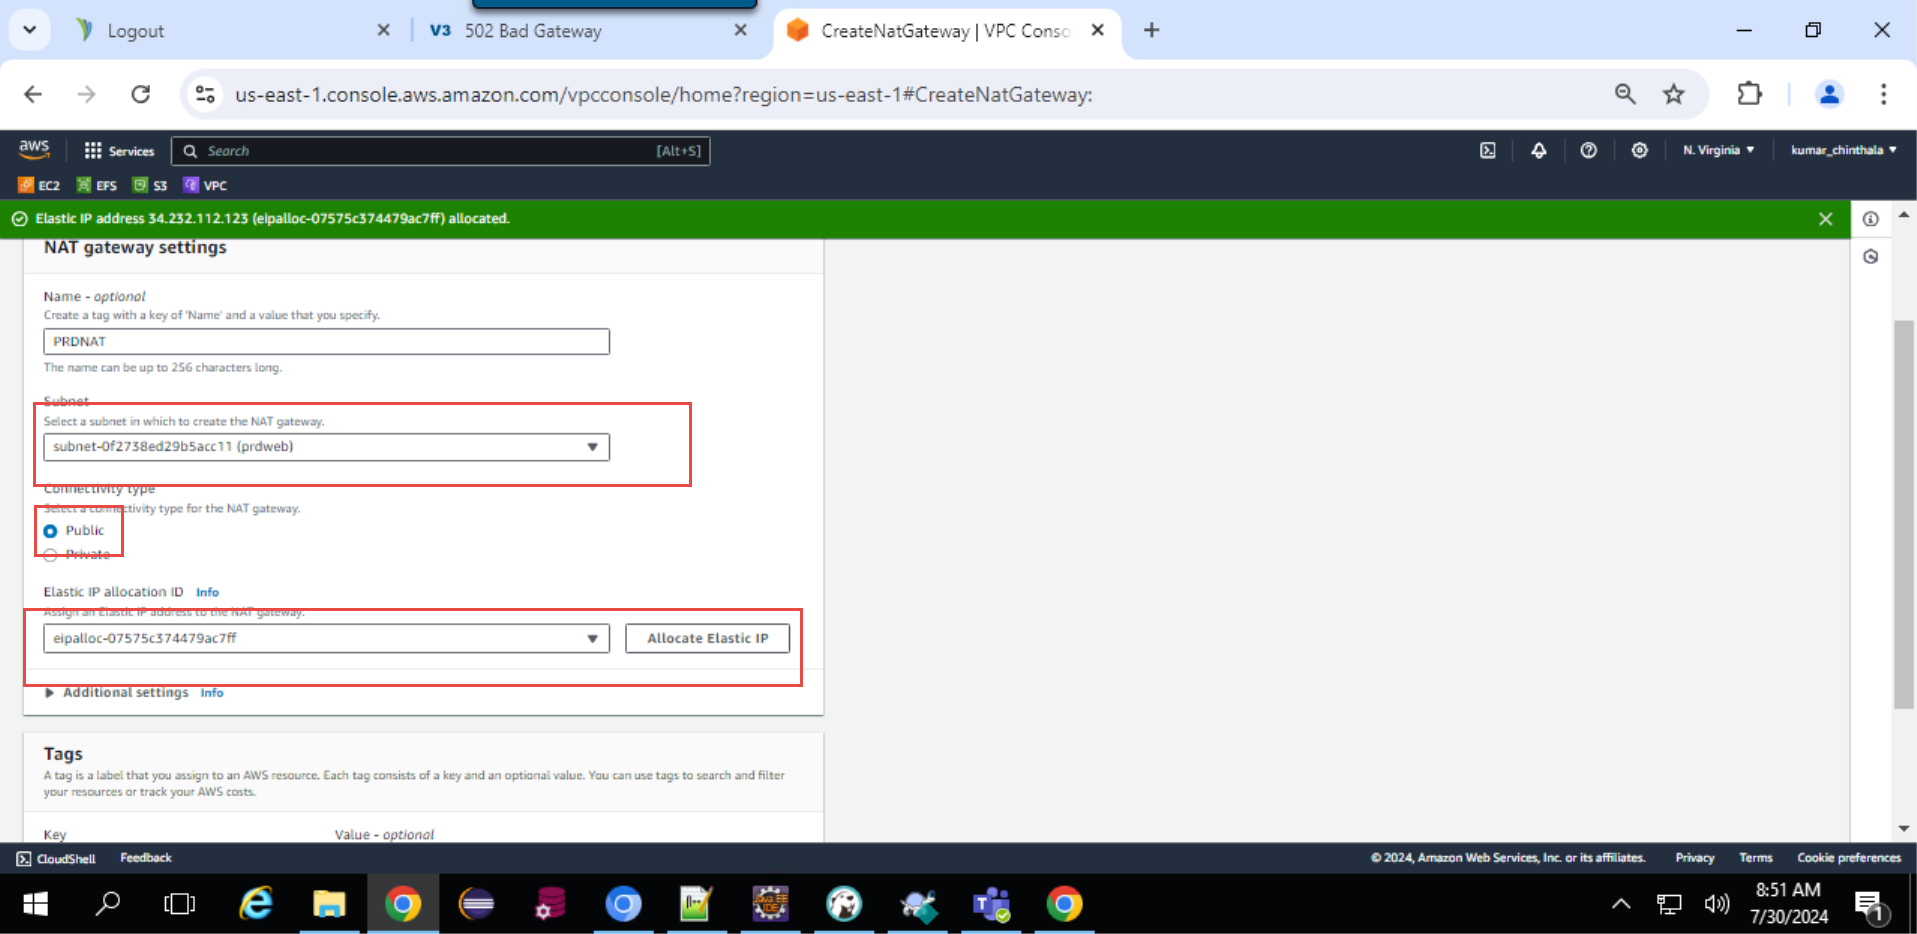 Logout
V3 502 Bad Gateway
CreateNatGateway | VPC Conso
us-east-1.console.aws.amazon.com/vpcconsole/home?region=us-east-1#CreateNatGateway:
aws Services Search [Alt+S] N. Virginia kumar_chinthala
EC2 EFS S3 VPC
Elastic IP address 34.232.112.123 (eipalloc-07575c374479ac7ff) allocated.
NAT gateway settings
Name - optional
Create a tag with a key of 'Name' and a value that you specify.
PRDNAT
The name can be up to 256 characters long.
Subnet
Select a subnet in which to create the NAT gateway.
subnet-0f2738ed29b5acc11 (prdweb)
Connectivity type
Select a connectivity type for the NAT gateway.
Public
Private
Elastic IP allocation ID Info
Assign an Elastic IP address to the NAT gateway.
eipalloc-07575c374479ac7ff Allocate Elastic IP
Additional settings Info
Tags
A tag is a label that you assign to an AWS resource. Each tag consists of a key and an optional value. You can use tags to search and filter
your resources or track your AWS costs.
Key Value - optional
CloudShell Feedback © 2024, Amazon Web Services, Inc. or its affiliates. Privacy Terms Cookie preferences
8:51 AM
7/30/2024
1